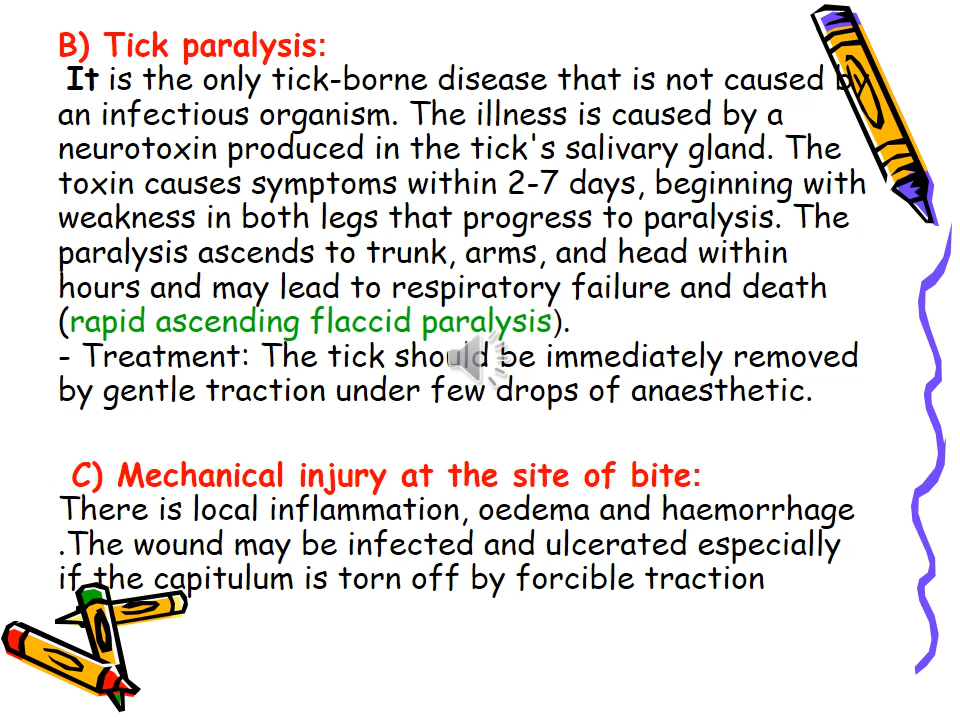 B) Tick paralysis:
It is the only tick-borne disease that is not caused by
an infectious organism. The illness is caused by a
neurotoxin produced in the tick's salivary gland. The
toxin causes symptoms within 2-7 days, beginning with
weakness in both legs that progress to paralysis. The
paralysis ascends to trunk, arms, and head within
hours and may lead to respiratory failure and death
(rapid ascending flaccid paralysis).
- Treatment: The tick should be immediately removed
by gentle traction under few drops of anaesthetic.
C) Mechanical injury at the site of bite:
There is local inflammation, oedema and haemorrhage
.The wound may be infected and ulcerated especially
if the capitulum is torn off by forcible traction